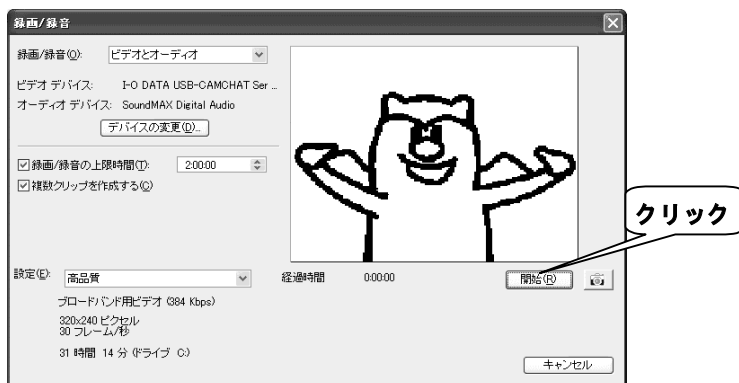 録画/録音
録画/録音(O): ビデオとオーディオ
ビデオ デバイス: I-O DATA USB-CAMCHAT Ser ...
オーディオ デバイス: SoundMAX Digital Audio
デバイスの変更(D)...
録画/録音の上限時間(T): 2:00:00
複数クリップを作成する(C)
クリック
設定(E): 高品質
経過時間 0:00:00
開始(R)
ブロードバンド用ビデオ (384 Kbps)
320x240 ピクセル
30 フレーム/秒
31 時間 14 分 (ドライブ C:)
キャンセル